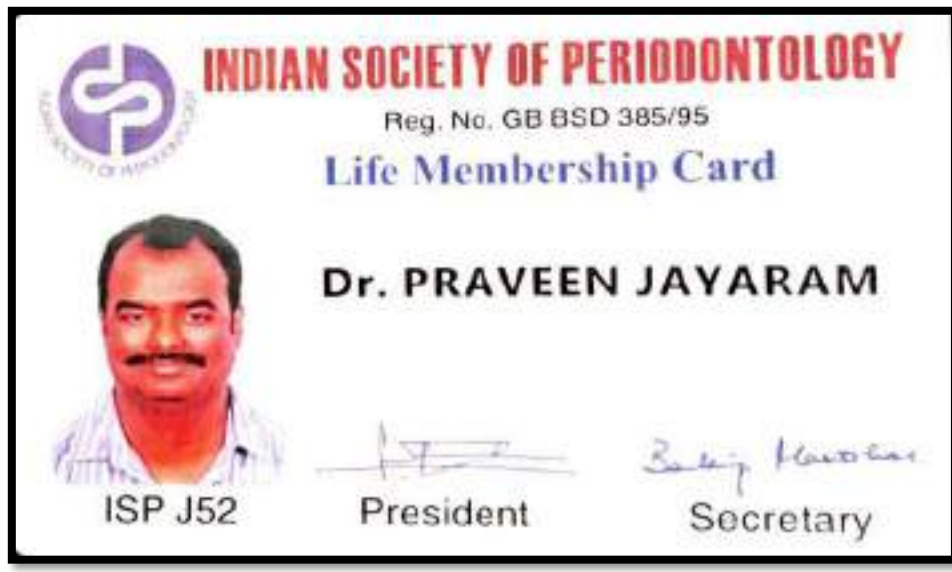 INDIAN SOCIETY OF PERIODONTOLOGY
Reg. No. GB BSD 385/95
Life Membership Card
Dr. PRAVEEN JAYARAM
ISP J52
President
Secretary